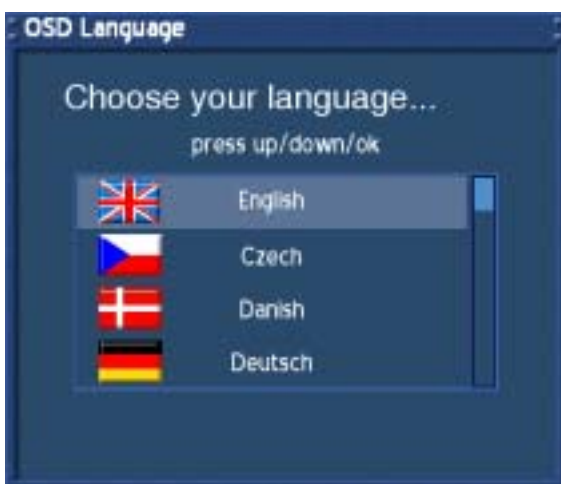 OSD Language
Choose your language...
press up/down/ok
English
Czech
Danish
Deutsch